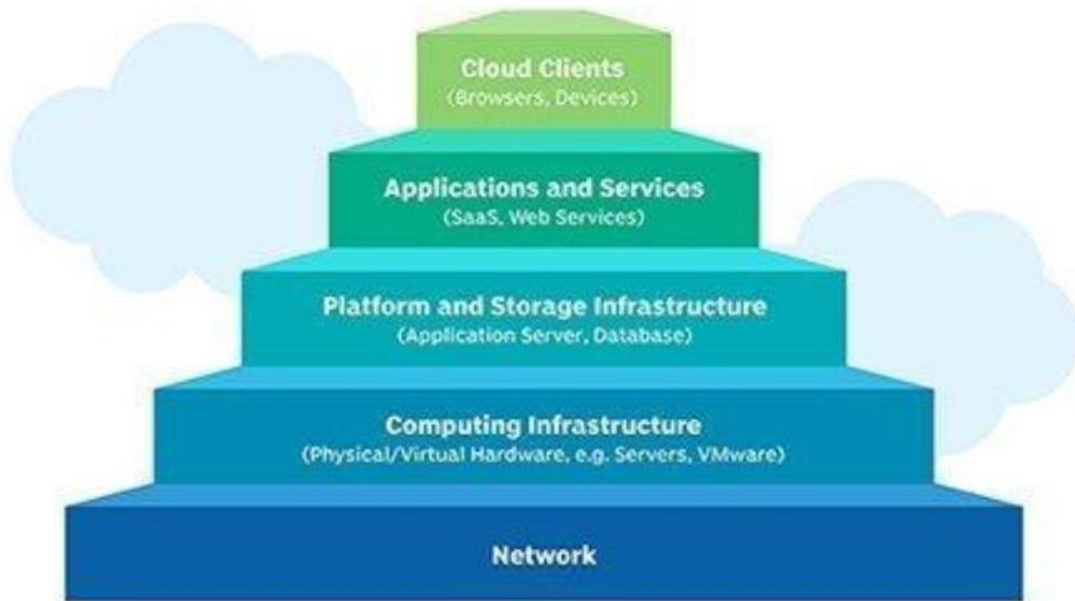 Cloud Clients
(Browsers, Devices)
Applications and Services
(SaaS, Web Services)
Platform and Storage Infrastructure
(Application Server, Database)
Computing Infrastructure
(Physical/Virtual Hardware, e.g. Servers, VMware)
Network